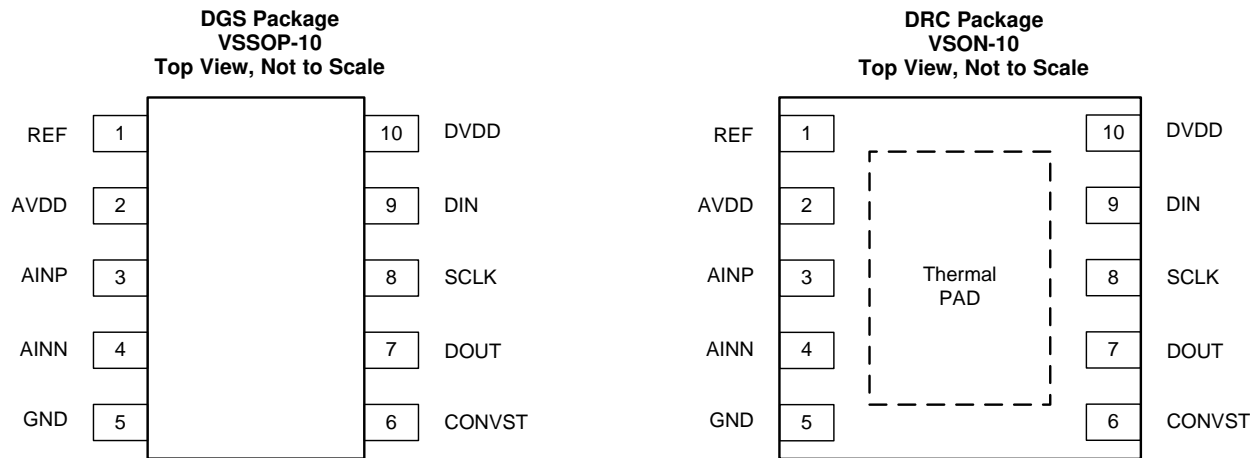 DGS Package
VSSOP-10
Top View, Not to Scale
REF 1 10 DVDD
AVDD 2 9 DIN
AINP 3 8 SCLK
AINN 4 7 DOUT
GND 5 6 CONVST
DRC Package
VSON-10
Top View, Not to Scale
REF 1 10 DVDD
AVDD 2 9 DIN
AINP 3 8 SCLK
Thermal
PAD
AINN 4 7 DOUT
GND 5 6 CONVST